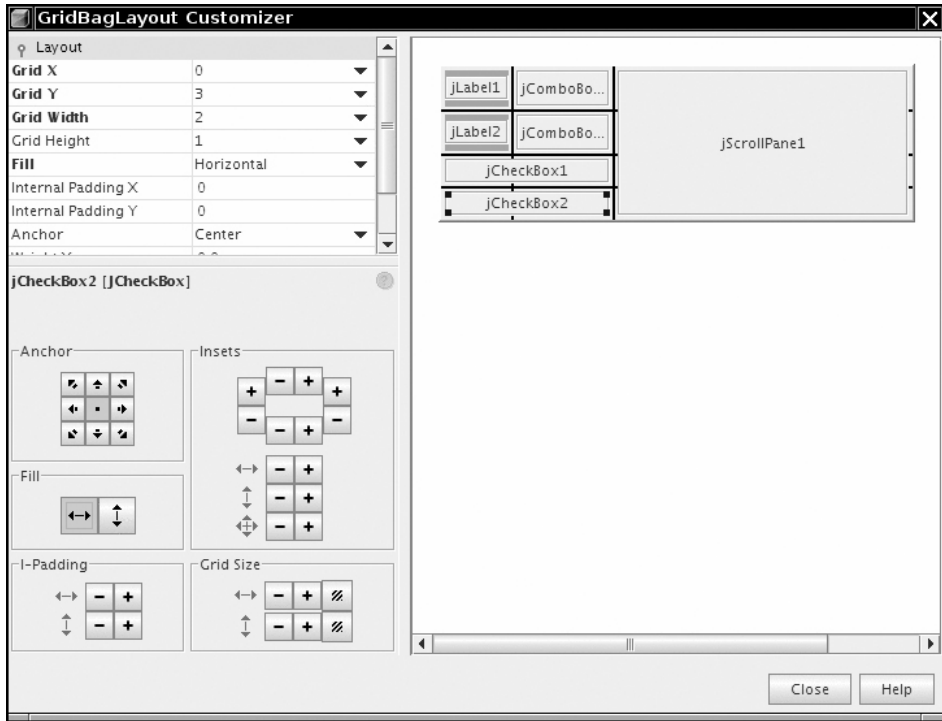 GridBagLayout Customizer
Layout
Grid X 0
Grid Y 3
Grid Width 2
Grid Height 1
Fill Horizontal
Internal Padding X 0
Internal Padding Y 0
Anchor Center
jCheckBox2 [JCheckBox]
Anchor
Insets
Fill
I-Padding
Grid Size
jLabel1 jComboBo...
jLabel2 jComboBo...
jScrollPane1
jCheckBox1
jCheckBox2
Close Help